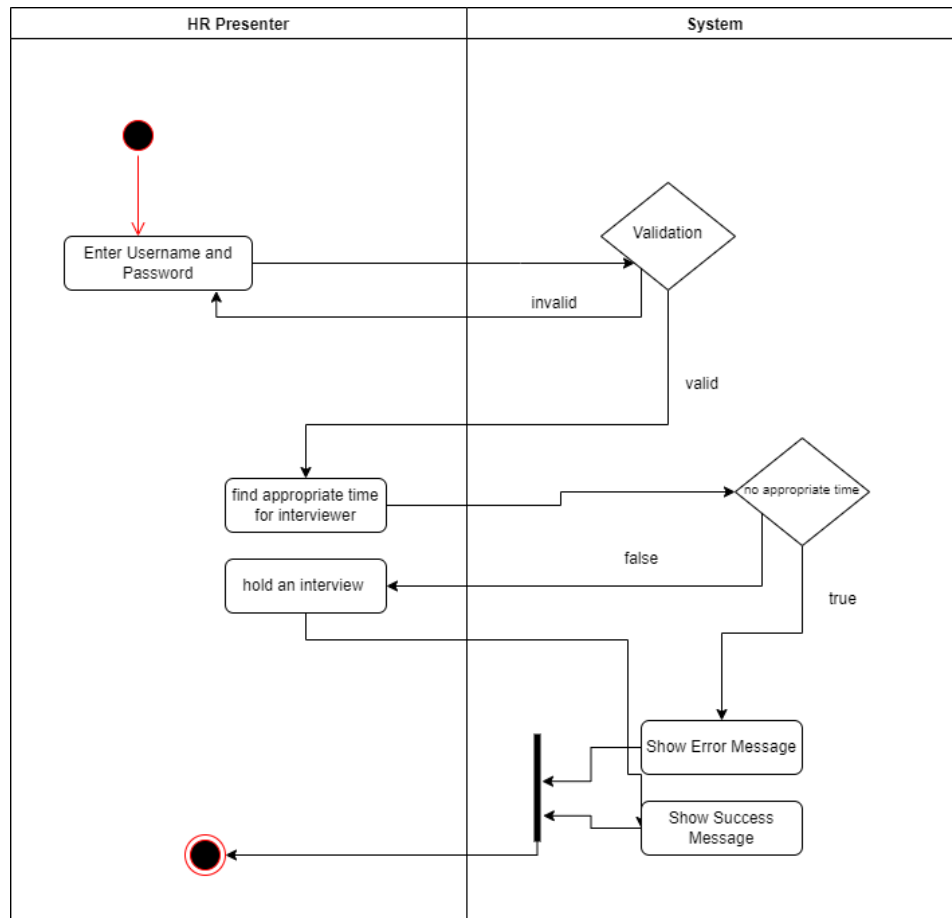 HR Presenter
System
Validation
Enter Username and
Password
invalid
valid
find appropriate time
for interviewer
no appropriate time
false
hold an interview
true
Show Error Message
Show Success
Message